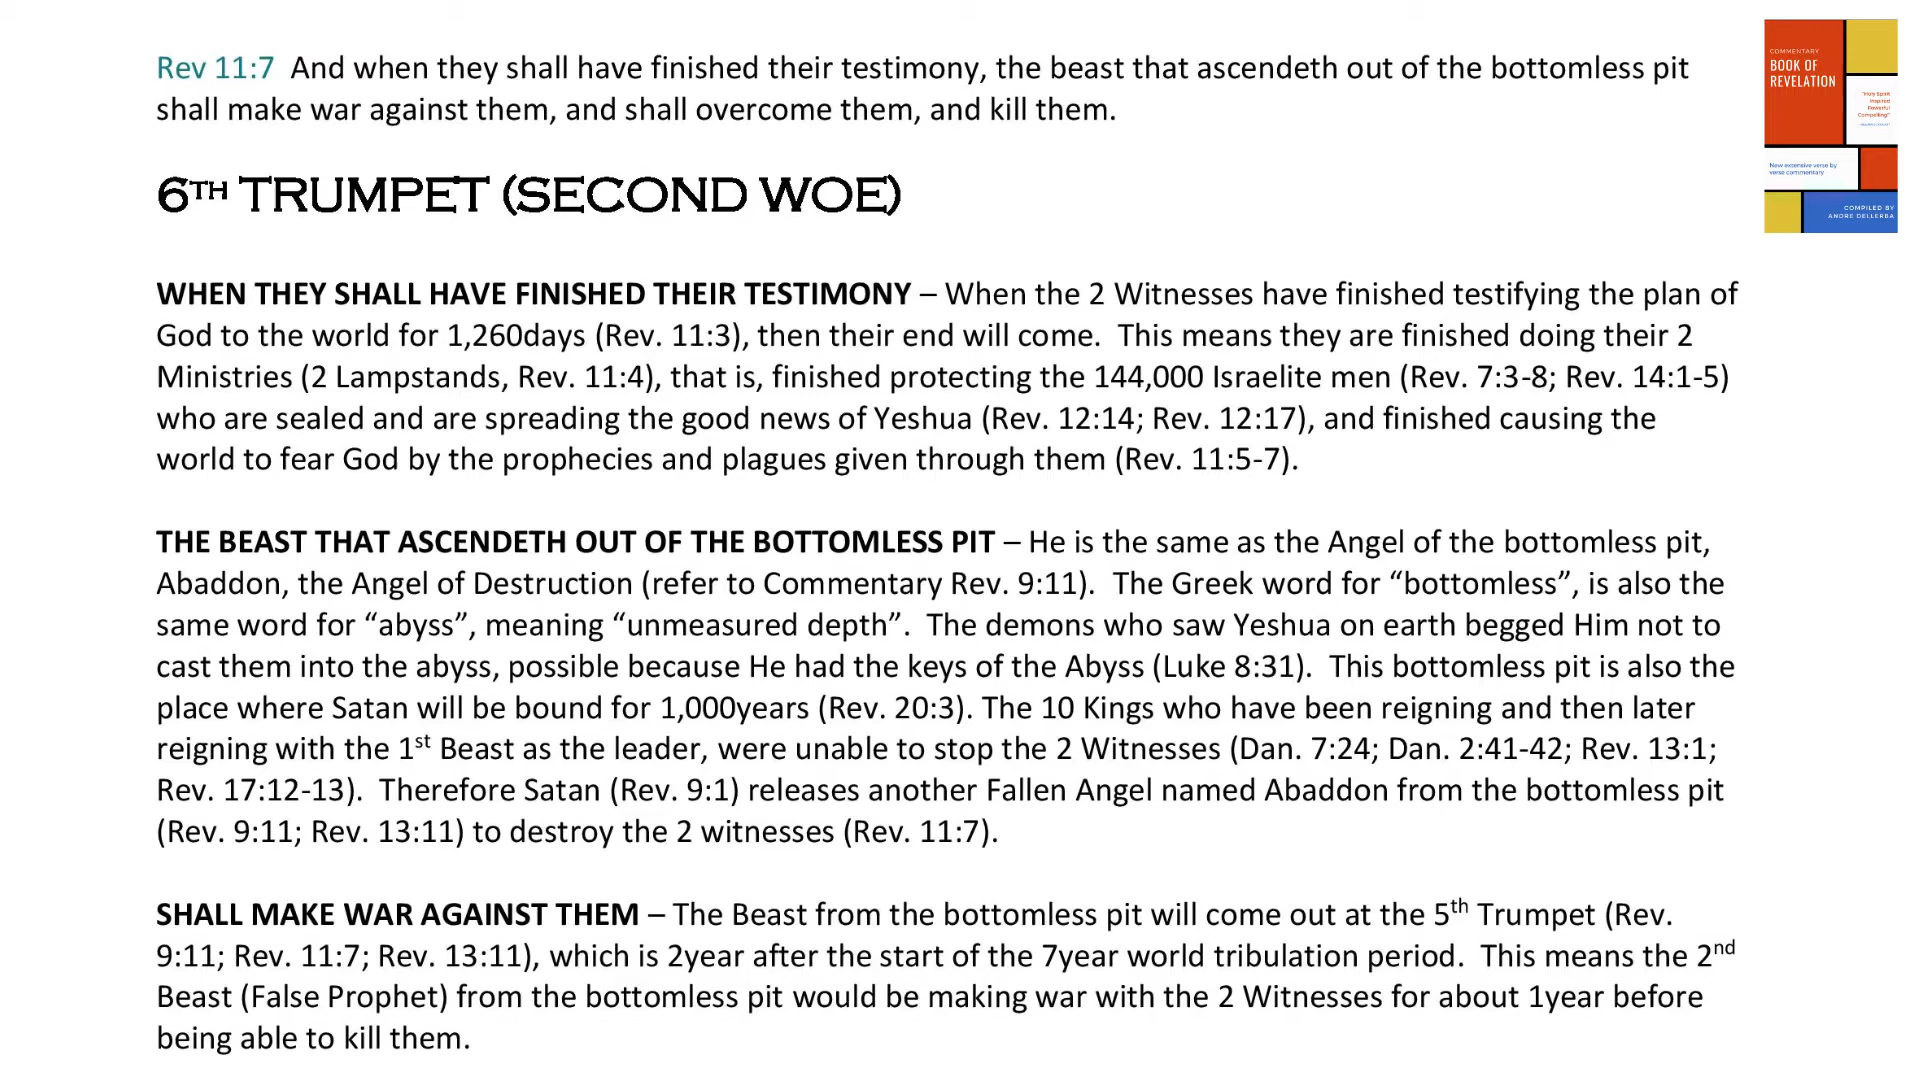 Rev 11:7  And when they shall have finished their testimony, the beast that ascendeth out of the bottomless pit
shall make war against them, and shall overcome them, and kill them.
6TH TRUMPET (SECOND WOE)
WHEN THEY SHALL HAVE FINISHED THEIR TESTIMONY – When the 2 Witnesses have finished testifying the plan of
God to the world for 1,260days (Rev. 11:3), then their end will come.  This means they are finished doing their 2
Ministries (2 Lampstands, Rev. 11:4), that is, finished protecting the 144,000 Israelite men (Rev. 7:3-8; Rev. 14:1-5)
who are sealed and are spreading the good news of Yeshua (Rev. 12:14; Rev. 12:17), and finished causing the
world to fear God by the prophecies and plagues given through them (Rev. 11:5-7).
THE BEAST THAT ASCENDETH OUT OF THE BOTTOMLESS PIT – He is the same as the Angel of the bottomless pit,
Abaddon, the Angel of Destruction (refer to Commentary Rev. 9:11).  The Greek word for “bottomless”, is also the
same word for “abyss”, meaning “unmeasured depth”.  The demons who saw Yeshua on earth begged Him not to
cast them into the abyss, possible because He had the keys of the Abyss (Luke 8:31).  This bottomless pit is also the
place where Satan will be bound for 1,000years (Rev. 20:3). The 10 Kings who have been reigning and then later
reigning with the 1st Beast as the leader, were unable to stop the 2 Witnesses (Dan. 7:24; Dan. 2:41-42; Rev. 13:1;
Rev. 17:12-13).  Therefore Satan (Rev. 9:1) releases another Fallen Angel named Abaddon from the bottomless pit
(Rev. 9:11; Rev. 13:11) to destroy the 2 witnesses (Rev. 11:7).
SHALL MAKE WAR AGAINST THEM – The Beast from the bottomless pit will come out at the 5th Trumpet (Rev.
9:11; Rev. 11:7; Rev. 13:11), which is 2year after the start of the 7year world tribulation period.  This means the 2nd
Beast (False Prophet) from the bottomless pit would be making war with the 2 Witnesses for about 1year before
being able to kill them.
COMMENTARY
BOOK OF
REVELATION
"Holy Spirit
Inspired
Powerful
Compelling"
New extensive verse by
verse commentary
COMPILED BY
ANDRE DELLERBA